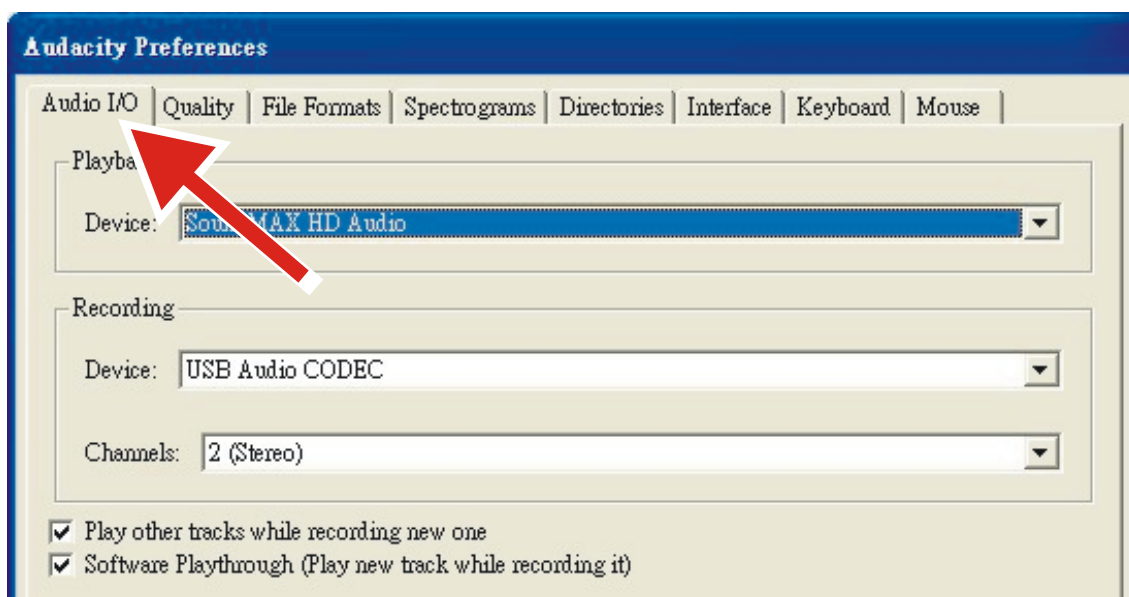 Audacity Preferences
Audio I/O Quality File Formats Spectrograms Directories Interface Keyboard Mouse
Device: HD Audio
Recording
Device: USB Audio CODEC
Channels: 2 (Stereo)
Play other tracks while recording new one
Software Playthrough (Play new track while recording it)